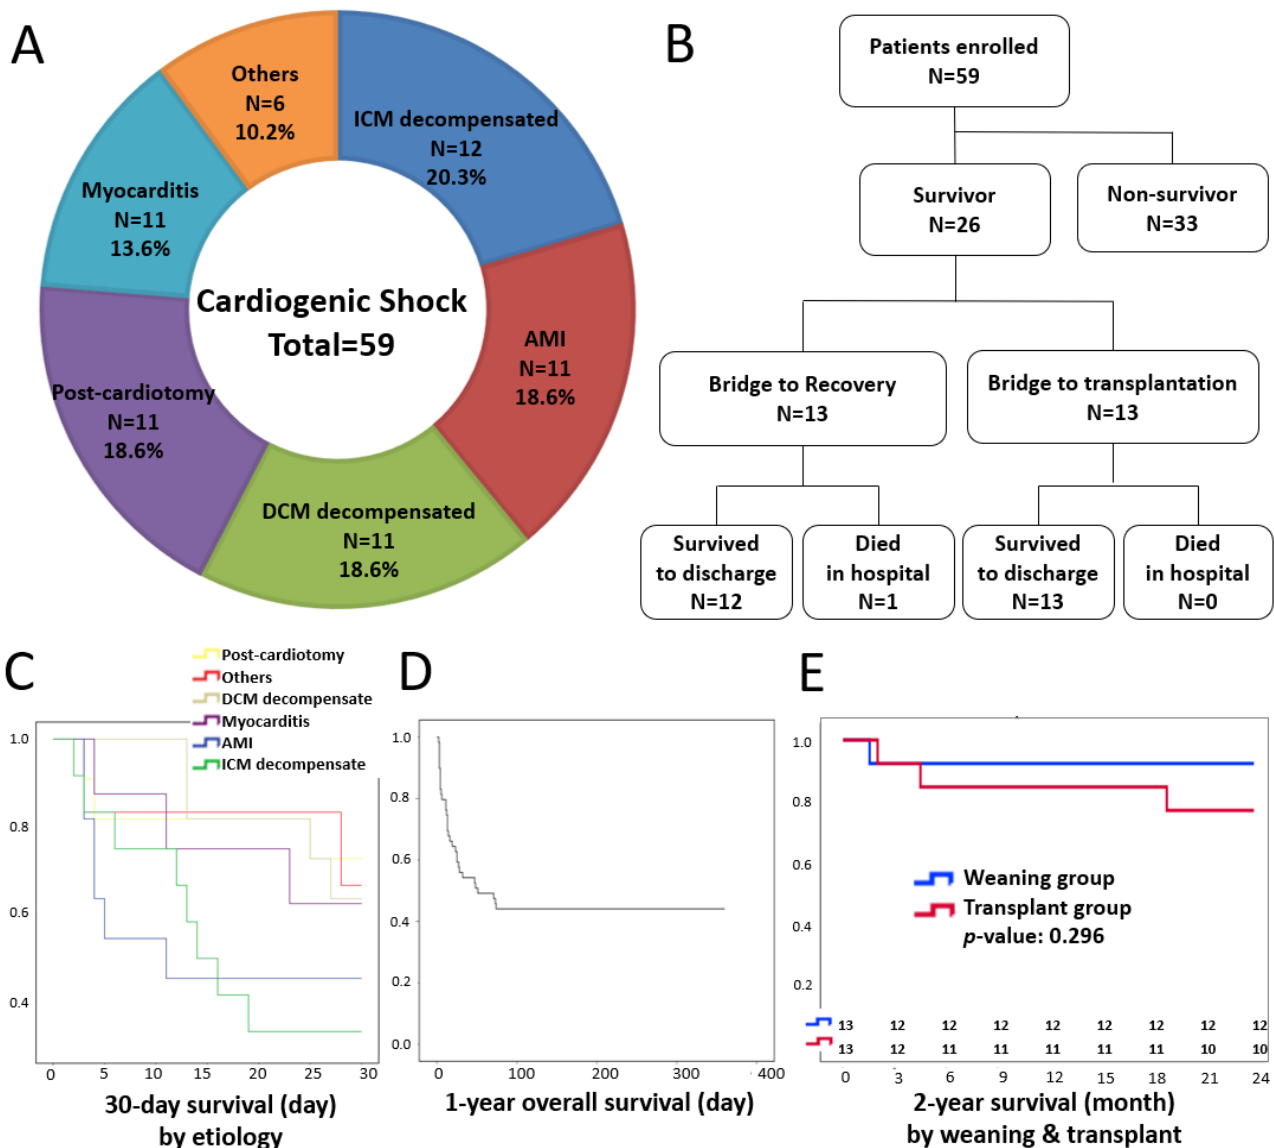 A
Others
N=6
10.2%
ICM decompensated
N=12
20.3%
Myocarditis
N=11
13.6%
Cardiogenic Shock
Total=59
AMI
N=11
18.6%
Post-cardiotomy
N=11
18.6%
DCM decompensated
N=11
18.6%
B
Patients enrolled
N=59
Survivor
N=26
Non-survivor
N=33
Bridge to Recovery
N=13
Bridge to transplantation
N=13
Survived
to discharge
N=12
Died
in hospital
N=1
Survived
to discharge
N=13
Died
in hospital
N=0
C
Post-cardiotomy
Others
DCM decompensate
Myocarditis
AMI
ICM decompensate
1.0
0.8
0.6
0.4
0 5 10 15 20 25 30
30-day survival (day)
by etiology
D
1.0
0.8
0.6
0.4
0.2
0.0
0 100 200 300 400
1-year overall survival (day)
E
1.0
0.8
0.6
0.4
0.2
Weaning group
Transplant group
p-value: 0.296
13 12 12 12 12 12 12 12 12
13 12 11 11 11 11 11 10 10
0 3 6 9 12 15 18 21 24
2-year survival (month)
by weaning & transplant